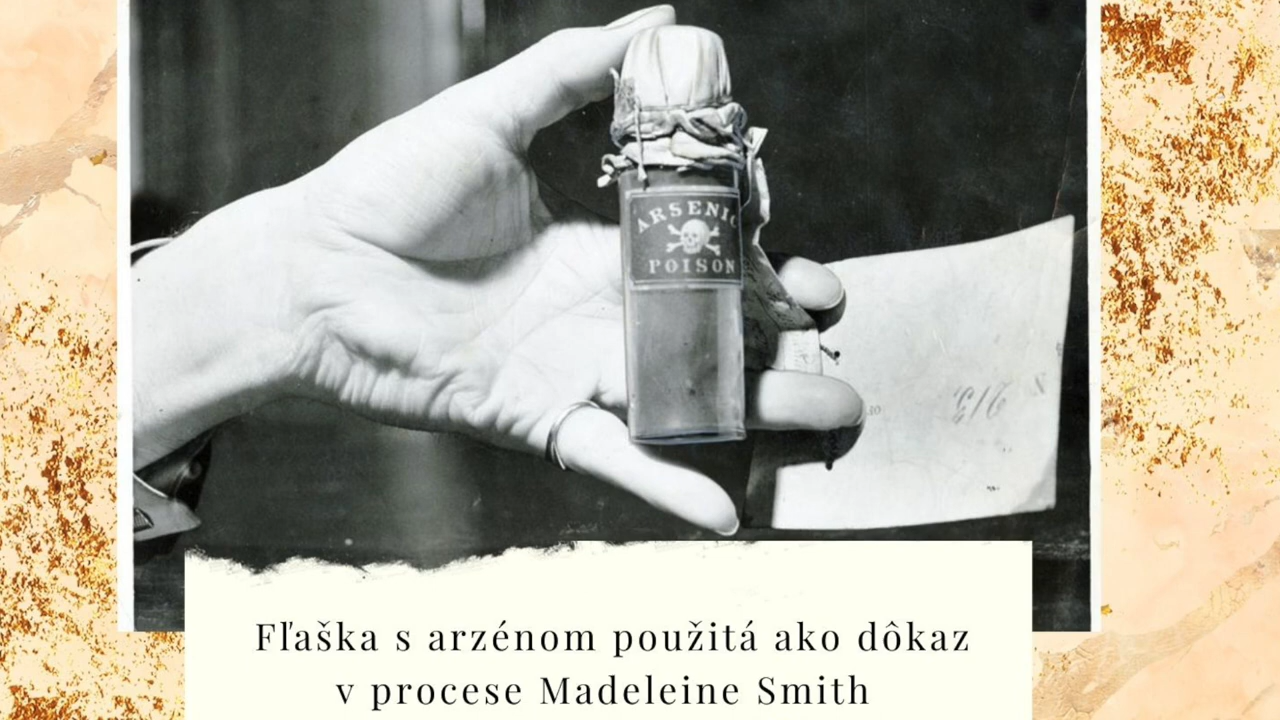 ARSENIC
POISON
Fľaška s arzénom použitá ako dôkaz
v procese Madeleine Smith